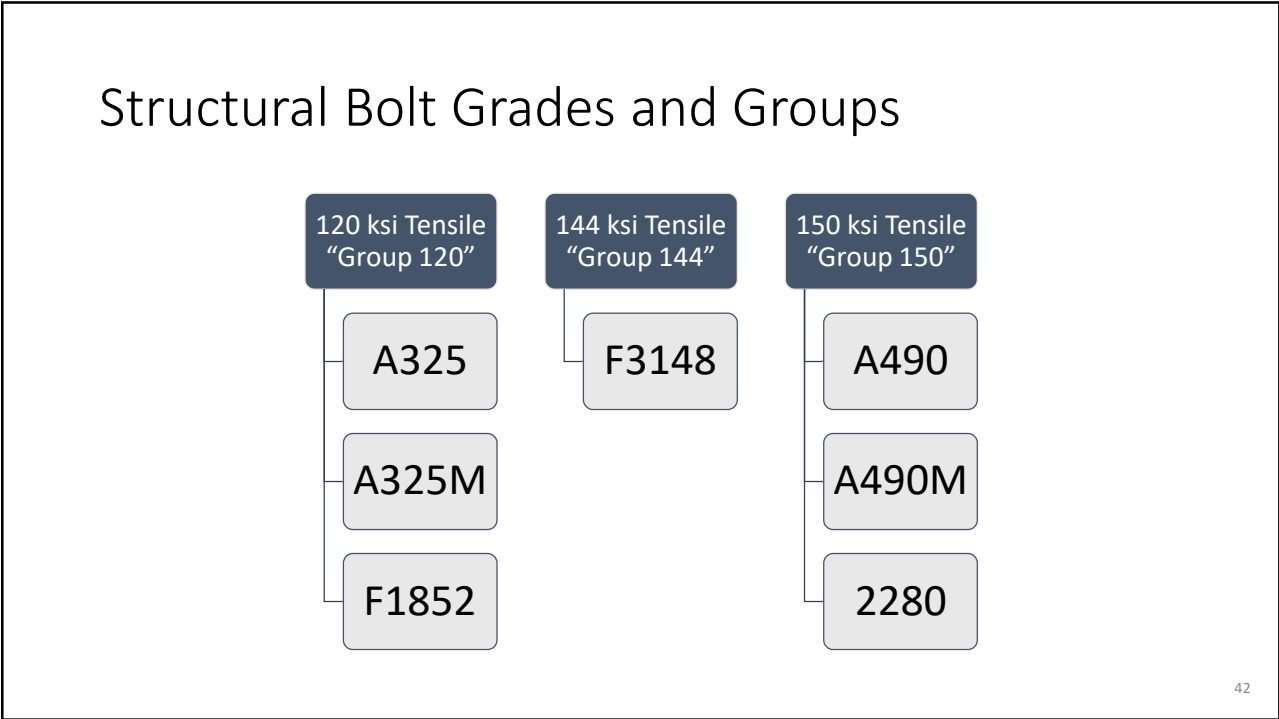 Structural Bolt Grades and Groups
120 ksi Tensile
“Group 120”
A325
A325M
F1852
144 ksi Tensile
“Group 144”
F3148
150 ksi Tensile
“Group 150”
A490
A490M
2280
42